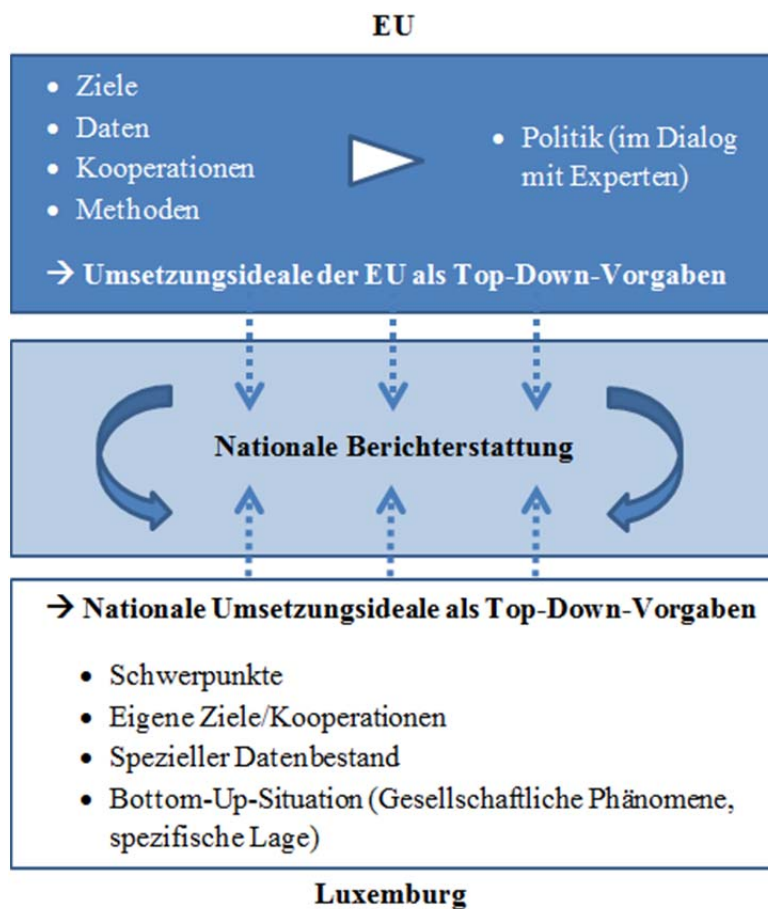 EU
• Ziele
• Daten
• Kooperationen
• Methoden
• Politik (im Dialog
mit Experten)
→ Umsetzungsideale der EU als Top-Down-Vorgaben
Nationale Berichterstattung
→ Nationale Umsetzungsideale als Top-Down-Vorgaben
• Schwerpunkte
• Eigene Ziele/Kooperationen
• Spezieller Datenbestand
• Bottom-Up-Situation (Gesellschaftliche Phänomene,
spezifische Lage)
Luxemburg